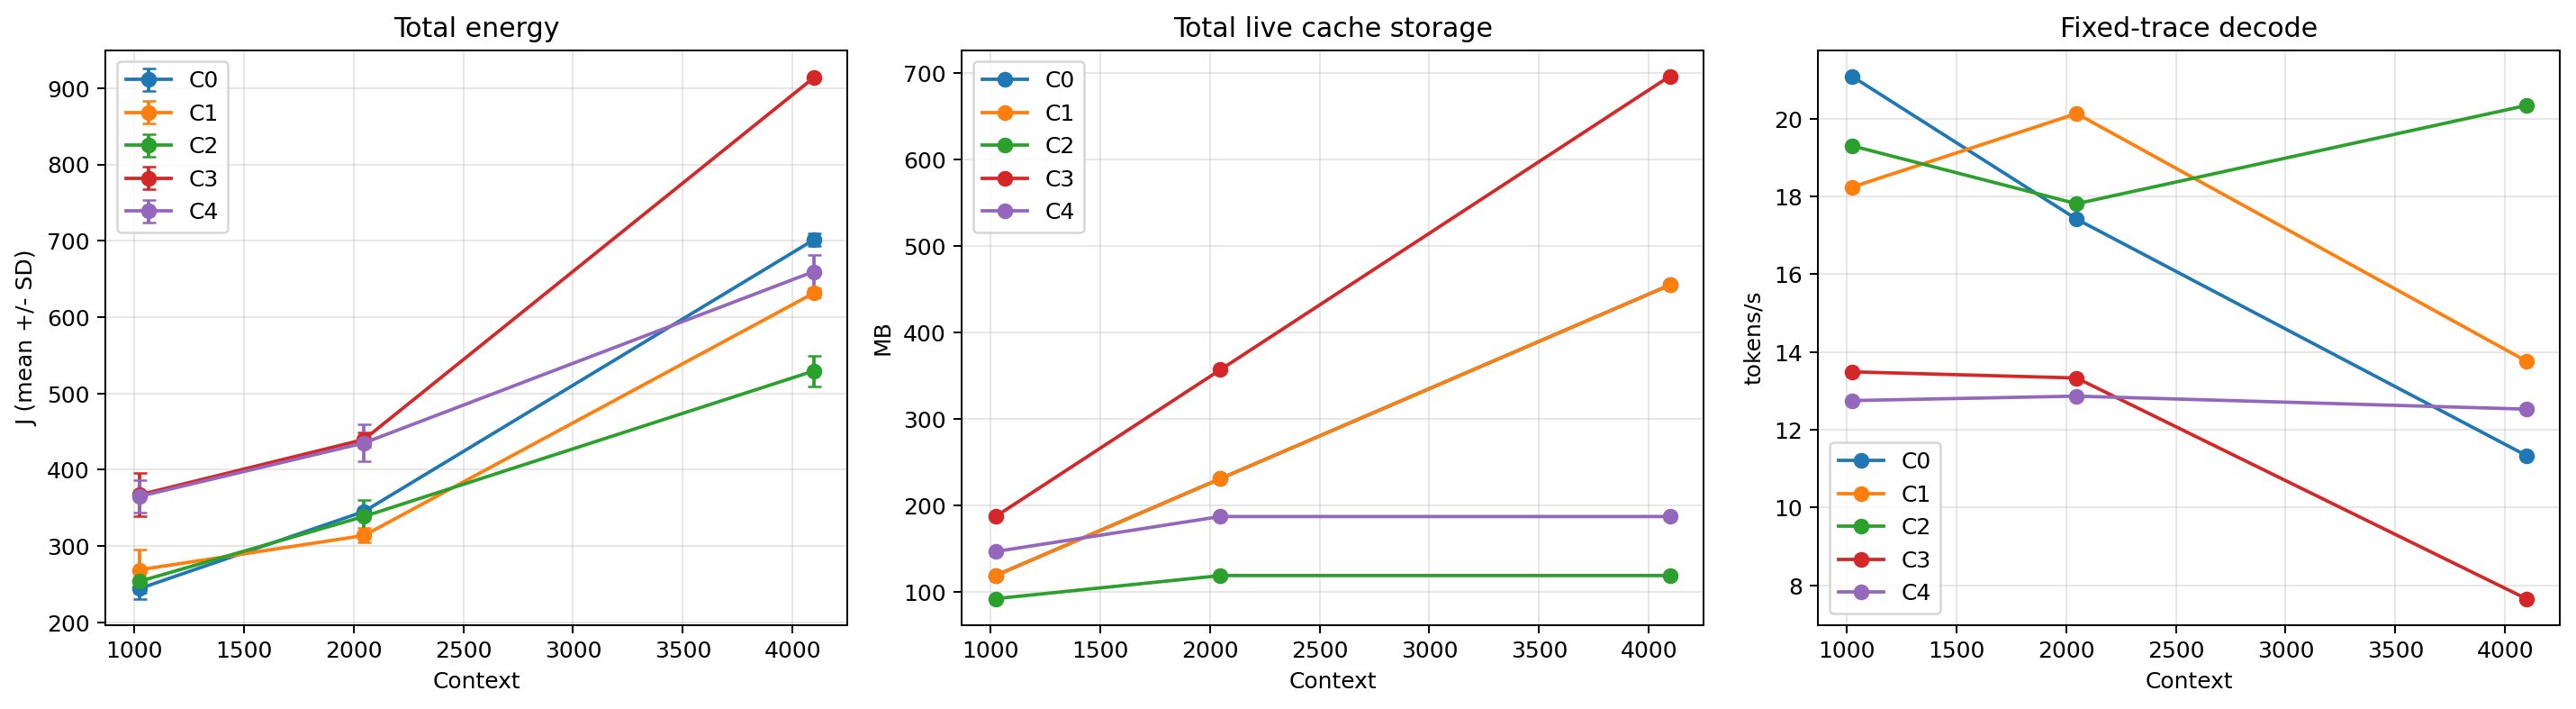 Total energy
J (mean +/- SD)
900
800
700
600
500
400
300
200
C0
C1
C2
C3
C4
1000 1500 2000 2500 3000 3500 4000
Context
Total live cache storage
MB
700
600
500
400
300
200
100
C0
C1
C2
C3
C4
1000 1500 2000 2500 3000 3500 4000
Context
Fixed-trace decode
tokens/s
20
18
16
14
12
10
8
C0
C1
C2
C3
C4
1000 1500 2000 2500 3000 3500 4000
Context